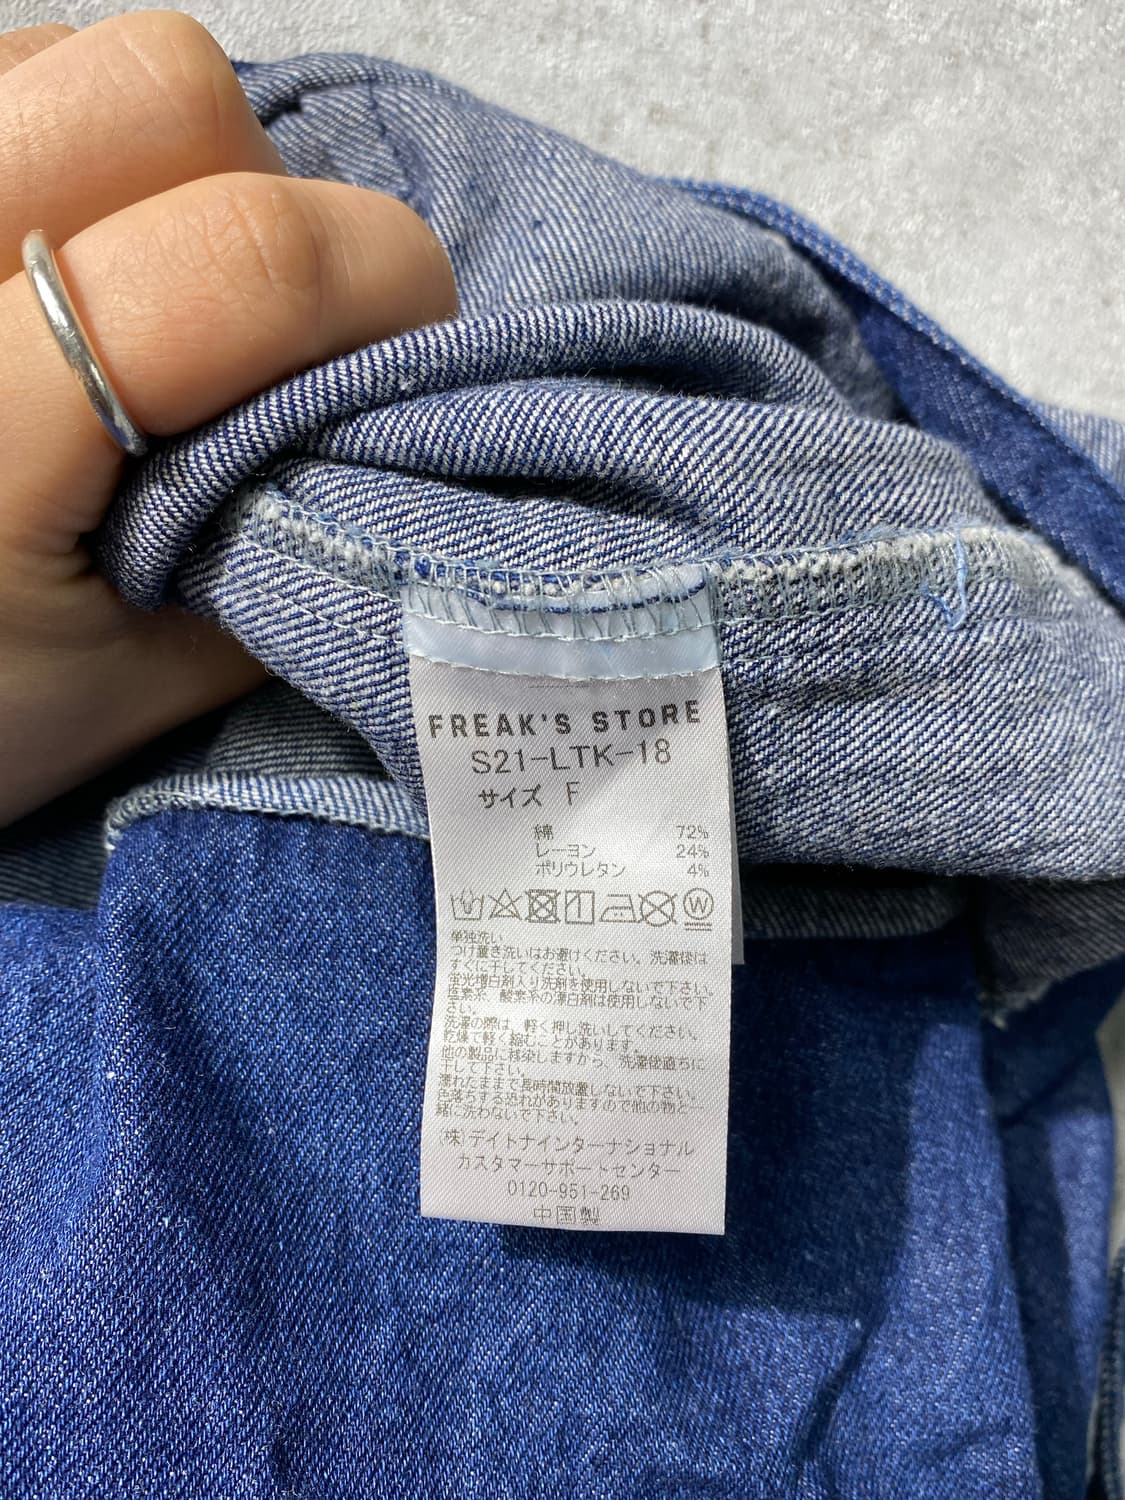 FREAK'S STORE
S21-LTK-18
サイズ F
綿 72%
レーヨン 24%
ポリウレタン 4%
W
単独洗い
つけ置き洗いはお避けください。洗濯後は
すぐに干してください。
蛍光増白剤入り洗剤を使用しないで下さい。
塩素系、酸素系の漂白剤は使用しないで下
さい。
洗濯の際は、軽く押し洗いしてください。
乾燥で軽く縮むことがあります。
他の製品に移染しますから、洗濯後直ちに
干して下さい。
濡れたままで長時間放置しないで下さい。
色落ちする恐れがありますので他の物と一
緒に洗わないで下さい。
(株)デイトナインターナショナル
カスタマーサポートセンター
0120-951-269
中国製